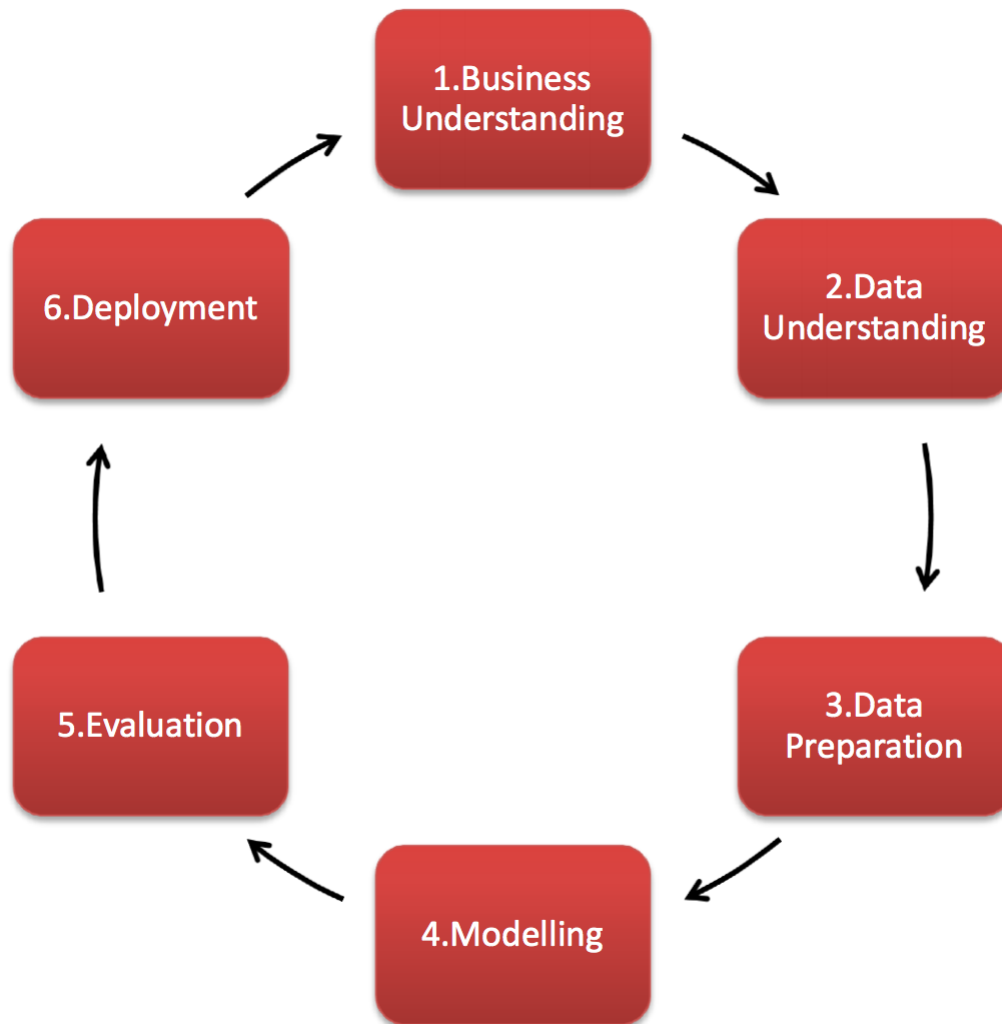 1.Business
Understanding
2.Data
Understanding
3.Data
Preparation
4.Modelling
5.Evaluation
6.Deployment